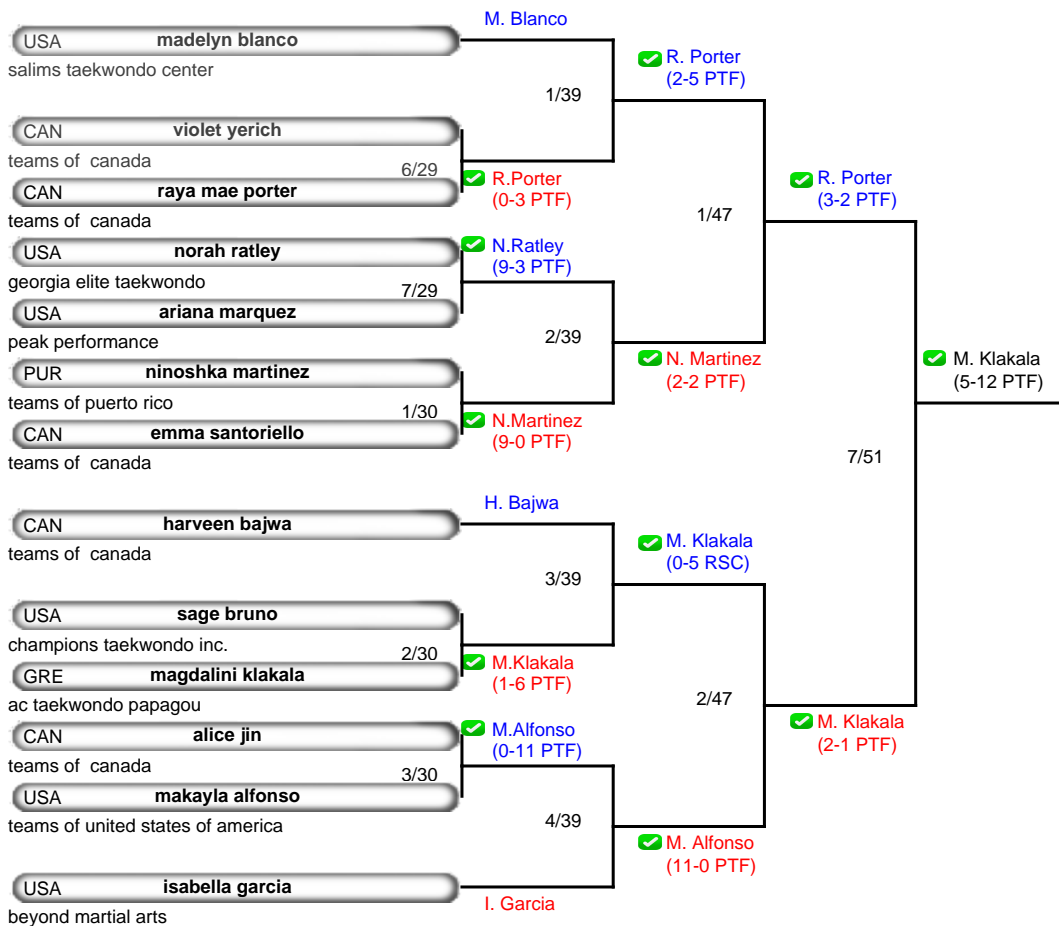 M. Blanco
USA madelyn blanco
salims taekwondo center
R. Porter
(2-5 PTF)
1/39
CAN violet yerich
teams of  canada
6/29
CAN raya mae porter
teams of  canada
R.Porter
(0-3 PTF)
R. Porter
(3-2 PTF)
1/47
USA norah ratley
georgia elite taekwondo
N.Ratley
(9-3 PTF)
7/29
USA ariana marquez
peak performance
2/39
N. Martinez
(2-2 PTF)
PUR ninoshka martinez
teams of puerto rico
1/30
CAN emma santoriello
teams of  canada
N.Martinez
(9-0 PTF)
M. Klakala
(5-12 PTF)
7/51
H. Bajwa
CAN harveen bajwa
teams of  canada
M. Klakala
(0-5 RSC)
3/39
USA sage bruno
champions taekwondo inc.
2/30
GRE magdalini klakala
ac taekwondo papagou
M.Klakala
(1-6 PTF)
2/47
M. Klakala
(2-1 PTF)
CAN alice jin
teams of  canada
M.Alfonso
(0-11 PTF)
3/30
USA makayla alfonso
teams of united states of america
4/39
M. Alfonso
(11-0 PTF)
USA isabella garcia
beyond martial arts
I. Garcia